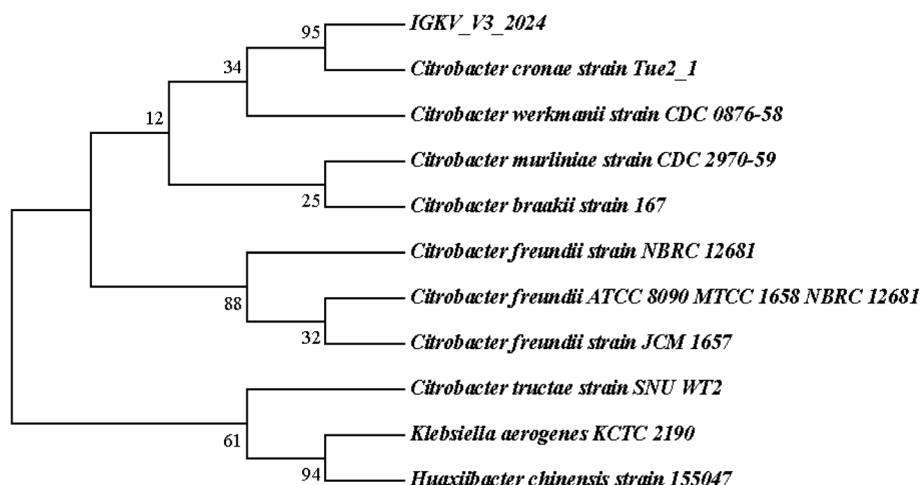 95
IGKV_V3_2024
34
Citrobacter cronae strain Tue2_1
12
Citrobacter werkmanii strain CDC 0876-58
Citrobacter murliniae strain CDC 2970-59
25
Citrobacter braakii strain 167
Citrobacter freundii strain NBRC 12681
88
Citrobacter freundii ATCC 8090 MTCC 1658 NBRC 12681
32
Citrobacter freundii strain JCM 1657
Citrobacter tructae strain SNU WT2
61
Klebsiella aerogenes KCTC 2190
94
Huaxiibacter chinensis strain 155047